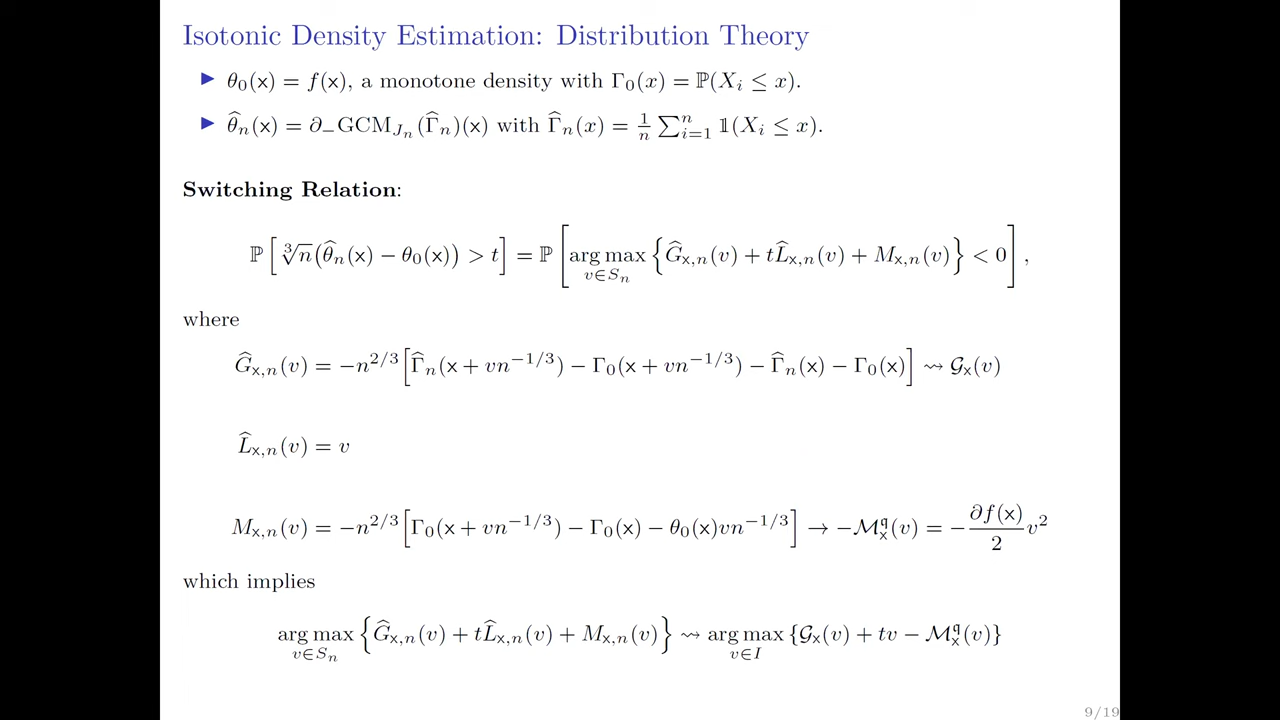 Isotonic Density Estimation: Distribution Theory
▶ θ₀(x) = f(x), a monotone density with Γ₀(x) = ℙ(Xᵢ ≤ x).
▶ θ̂ₙ(x) = ∂₋GCM_{Jₙ}(Γ̂ₙ)(x) with Γ̂ₙ(x) = 1/n ∑ⁿᵢ₌₁ 𝟙(Xᵢ ≤ x).
Switching Relation:
ℙ[∛n(θ̂ₙ(x) − θ₀(x)) > t] = ℙ[arg max_{v∈Sₙ} {Ĝ_{x,n}(v) + tL̂_{x,n}(v) + M_{x,n}(v)} < 0],
where
Ĝ_{x,n}(v) = −n^{2/3}[Γ̂ₙ(x + vn^{−1/3}) − Γ₀(x + vn^{−1/3}) − Γ̂ₙ(x) − Γ₀(x)] ⇝ 𝒢ₓ(v)
L̂_{x,n}(v) = v
M_{x,n}(v) = −n^{2/3}[Γ₀(x + vn^{−1/3}) − Γ₀(x) − θ₀(x)vn^{−1/3}] → −ℳ_x^𝔮(v) = −∂f(x)/2 v²
which implies
arg max_{v∈Sₙ} {Ĝ_{x,n}(v) + tL̂_{x,n}(v) + M_{x,n}(v)} ⇝ arg max_{v∈I} {𝒢ₓ(v) + tv − ℳ_x^𝔮(v)}
9/19